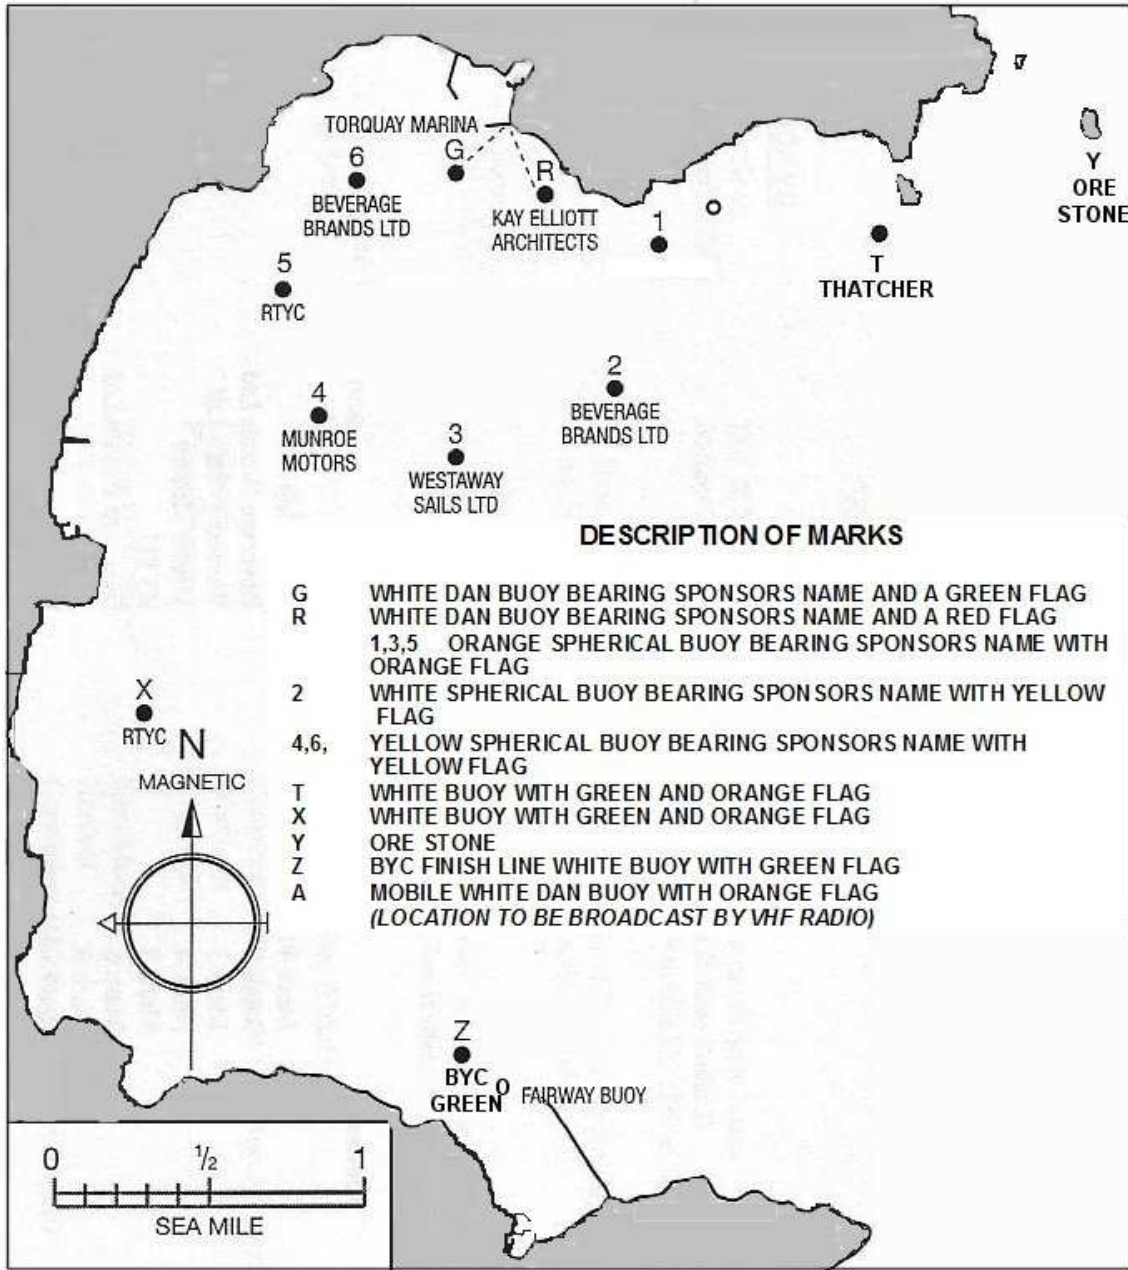 TORQUAY MARINA
6
G
R
BEVERAGE
BRANDS LTD
KAY ELLIOTT
ARCHITECTS
1
Y
ORE
STONE
T
THATCHER
5
RTYC
4
MUNROE
MOTORS
3
WESTAWAY
SAILS LTD
2
BEVERAGE
BRANDS LTD
DESCRIPTION OF MARKS
G WHITE DAN BUOY BEARING SPONSORS NAME AND A GREEN FLAG
R WHITE DAN BUOY BEARING SPONSORS NAME AND A RED FLAG
1,3,5 ORANGE SPHERICAL BUOY BEARING SPONSORS NAME WITH
ORANGE FLAG
2 WHITE SPHERICAL BUOY BEARING SPONSORS NAME WITH YELLOW
FLAG
4,6, YELLOW SPHERICAL BUOY BEARING SPONSORS NAME WITH
YELLOW FLAG
T WHITE BUOY WITH GREEN AND ORANGE FLAG
X WHITE BUOY WITH GREEN AND ORANGE FLAG
Y ORE STONE
Z BYC FINISH LINE WHITE BUOY WITH GREEN FLAG
A MOBILE WHITE DAN BUOY WITH ORANGE FLAG
(LOCATION TO BE BROADCAST BY VHF RADIO)
X
RTYC
N
MAGNETIC
Z
BYC
GREEN
FAIRWAY BUOY
0 1/2 1
SEA MILE